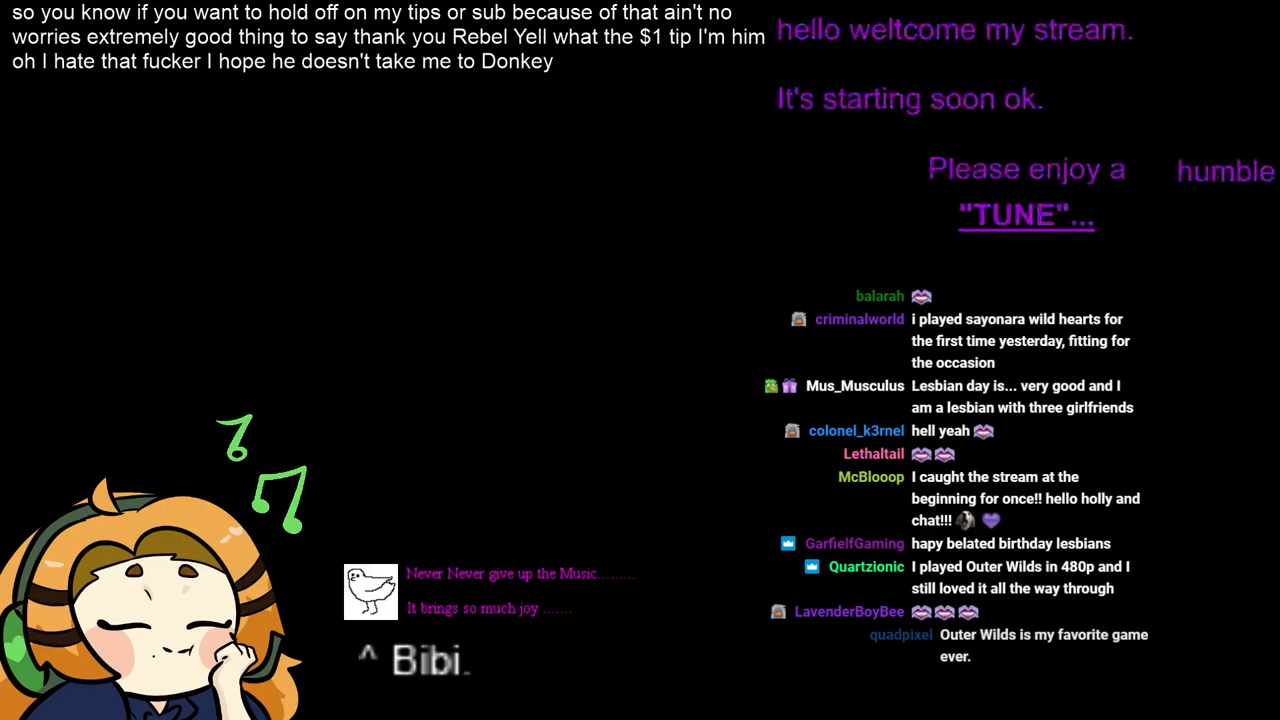 so you know if you want to hold off on my tips or sub because of that ain't no
worries extremely good thing to say thank you Rebel Yell what the $1 tip I'm him
oh I hate that fucker I hope he doesn't take me to Donkey
hello weltcome my stream.
It's starting soon ok.
Please enjoy a humble
"TUNE"...
balarah
criminalworld i played sayonara wild hearts for
the first time yesterday, fitting for
the occasion
Mus_Musculus Lesbian day is... very good and I
am a lesbian with three girlfriends
colonel_k3rnel hell yeah
Lethaltail
McBlooop I caught the stream at the
beginning for once!! hello holly and
chat!!!
GarfielfGaming hapy belated birthday lesbians
Quartzionic I played Outer Wilds in 480p and I
still loved it all the way through
LavenderBoyBee
quadpixel Outer Wilds is my favorite game
ever.
Never Never give up the Music.........
It brings so much joy .......
^ Bibi.